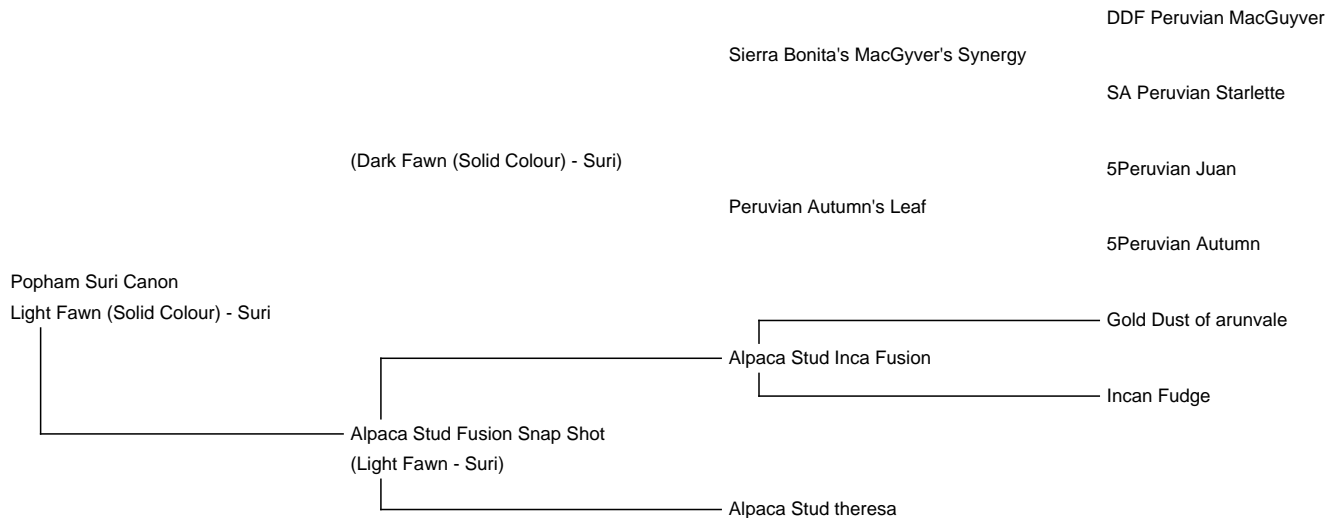 DDF Peruvian MacGuyver
Sierra Bonita's MacGyver's Synergy
SA Peruvian Starlette
(Dark Fawn (Solid Colour) - Suri)
5Peruvian Juan
Peruvian Autumn's Leaf
5Peruvian Autumn
Popham Suri Canon
Light Fawn (Solid Colour) - Suri
Gold Dust of arunvale
Alpaca Stud Inca Fusion
Incan Fudge
Alpaca Stud Fusion Snap Shot
(Light Fawn - Suri)
Alpaca Stud theresa